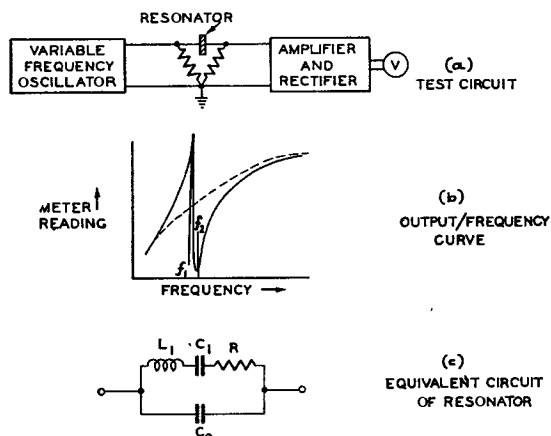 RESONATOR
VARIABLE
FREQUENCY
OSCILLATOR
AMPLIFIER
AND
RECTIFIER
V
(a)
TEST CIRCUIT
METER
READING
f₁
f₂
FREQUENCY
(b)
OUTPUT/FREQUENCY
CURVE
L₁
C₁
R
C₀
(c)
EQUIVALENT CIRCUIT
OF RESONATOR